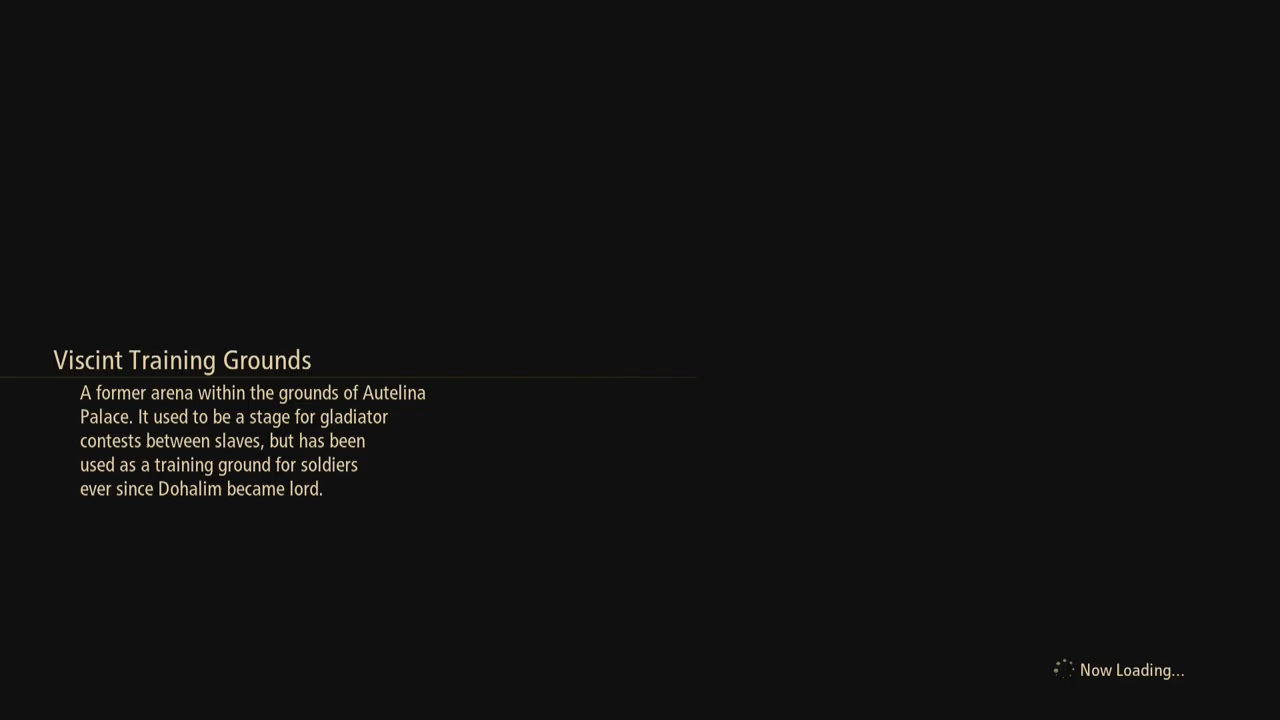 Viscint Training Grounds
A former arena within the grounds of Autelina
Palace. It used to be a stage for gladiator
contests between slaves, but has been
used as a training ground for soldiers
ever since Dohalim became lord.
Now Loading...